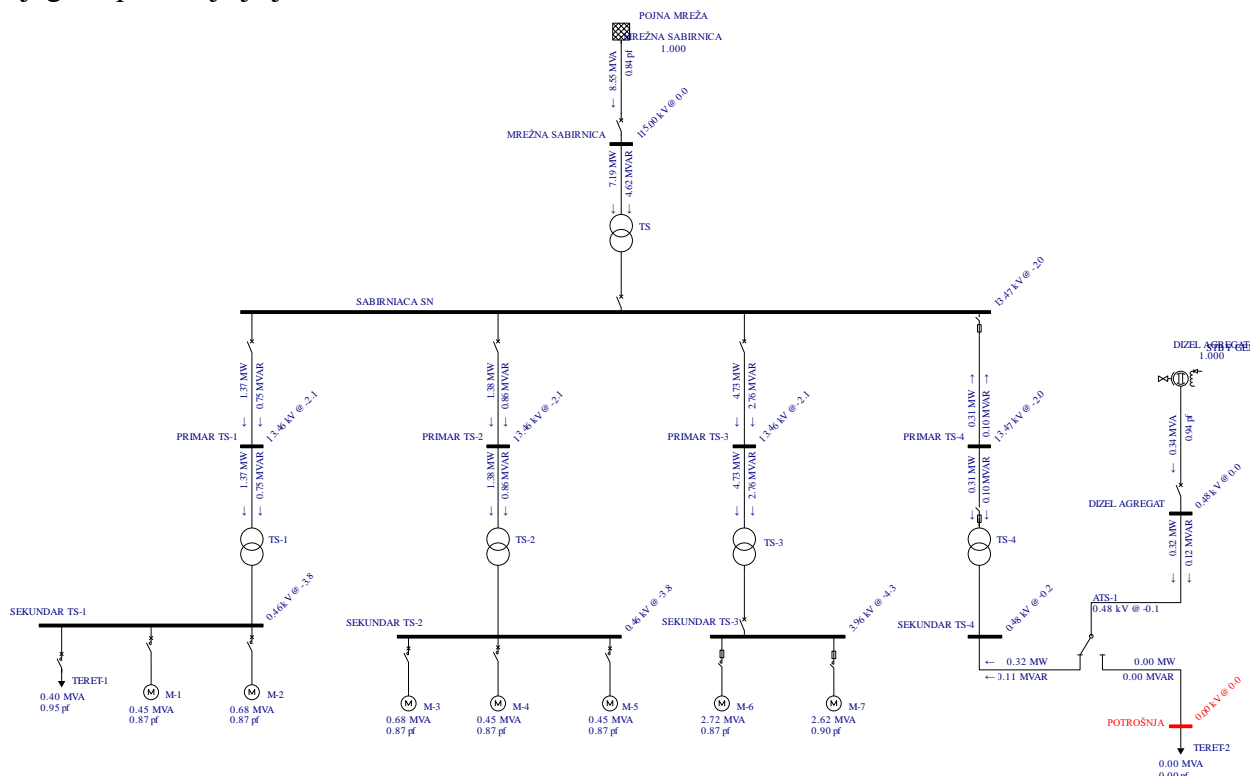 POJNA MREŽA
MREŽNA SABIRNICA
1.000
8.55 MVA
0.84 pf
115.00 kV @ 0.0
MREŽNA SABIRNICA
7.19 MW
4.62 MVAR
TS
SABIRNIACA SN
13.47 kV @ -2.0
1.37 MW
0.75 MVAR
13.46 kV @ -2.1
PRIMAR TS-1
1.37 MW
0.75 MVAR
TS-1
0.46 kV @ -3.8
SEKUNDAR TS-1
TERET-1
0.40 MVA
0.95 pf
M-1
0.45 MVA
0.87 pf
M-2
0.68 MVA
0.87 pf
1.38 MW
0.86 MVAR
13.46 kV @ -2.1
PRIMAR TS-2
1.38 MW
0.86 MVAR
TS-2
0.46 kV @ -3.8
SEKUNDAR TS-2
M-3
0.68 MVA
0.87 pf
M-4
0.45 MVA
0.87 pf
M-5
0.45 MVA
0.87 pf
4.73 MW
2.76 MVAR
13.46 kV @ -2.1
PRIMAR TS-3
4.73 MW
2.76 MVAR
TS-3
3.96 kV @ -4.3
SEKUNDAR TS-3
M-6
2.72 MVA
0.87 pf
M-7
2.62 MVA
0.90 pf
0.31 MW
0.10 MVAR
13.47 kV @ -2.0
PRIMAR TS-4
0.31 MW
0.10 MVAR
TS-4
0.48 kV @ -0.2
SEKUNDAR TS-4
0.32 MW
0.11 MVAR
DIZEL AGREGAT
1.000
0.34 MVA
0.94 pf
0.48 kV @ 0.0
DIZEL AGREGAT
0.32 MW
0.12 MVAR
ATS-1
0.48 kV @ -0.1
0.00 MW
0.00 MVAR
0.00 kV @ 0.0
POTROŠNJA
TERET-2
0.00 MVA
0.00 pf